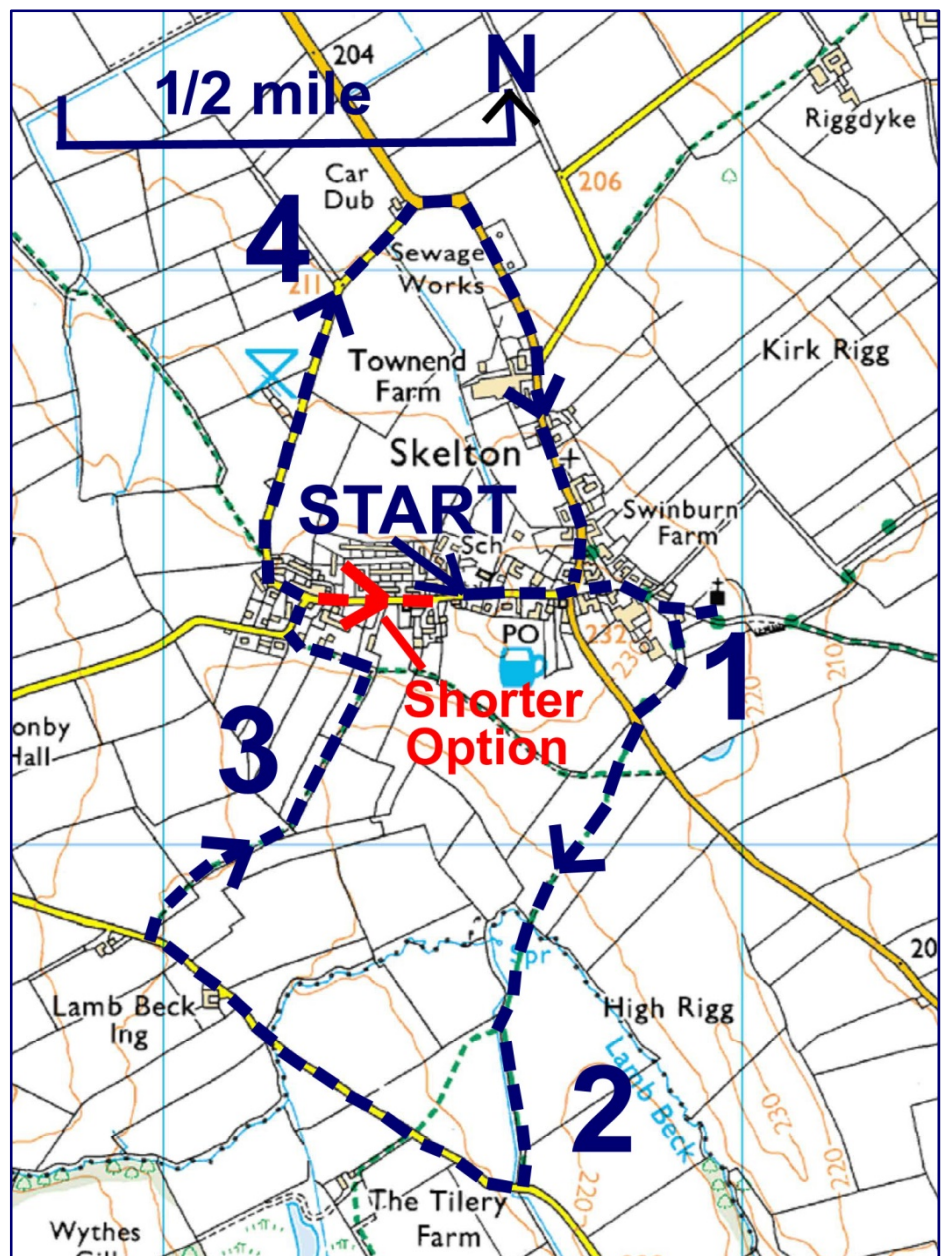 204
N
1/2 mile
Riggdyke
Car
Dub
206
4
Sewage
Works
211
Kirk Rigg
Townend
Farm
Skelton
START
Swinburn
Farm
Sch
PO
232
1
210
220
Shorter
Option
onby
Hall
3
20
Spr
Lamb Beck
Ing
High Rigg
Lamb Beck
2
230
220
220
The Tilery
Farm
Wythes